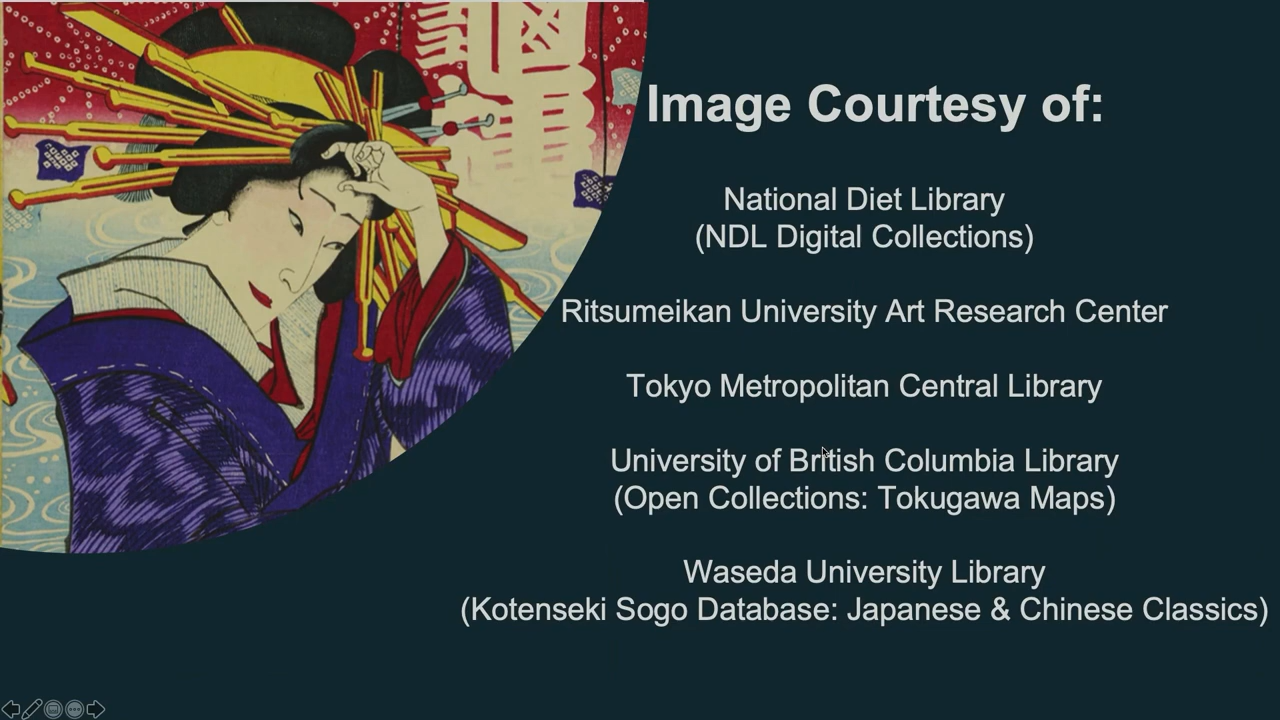 Image Courtesy of:
National Diet Library
(NDL Digital Collections)
Ritsumeikan University Art Research Center
Tokyo Metropolitan Central Library
University of British Columbia Library
(Open Collections: Tokugawa Maps)
Waseda University Library
(Kotenseki Sogo Database: Japanese & Chinese Classics)